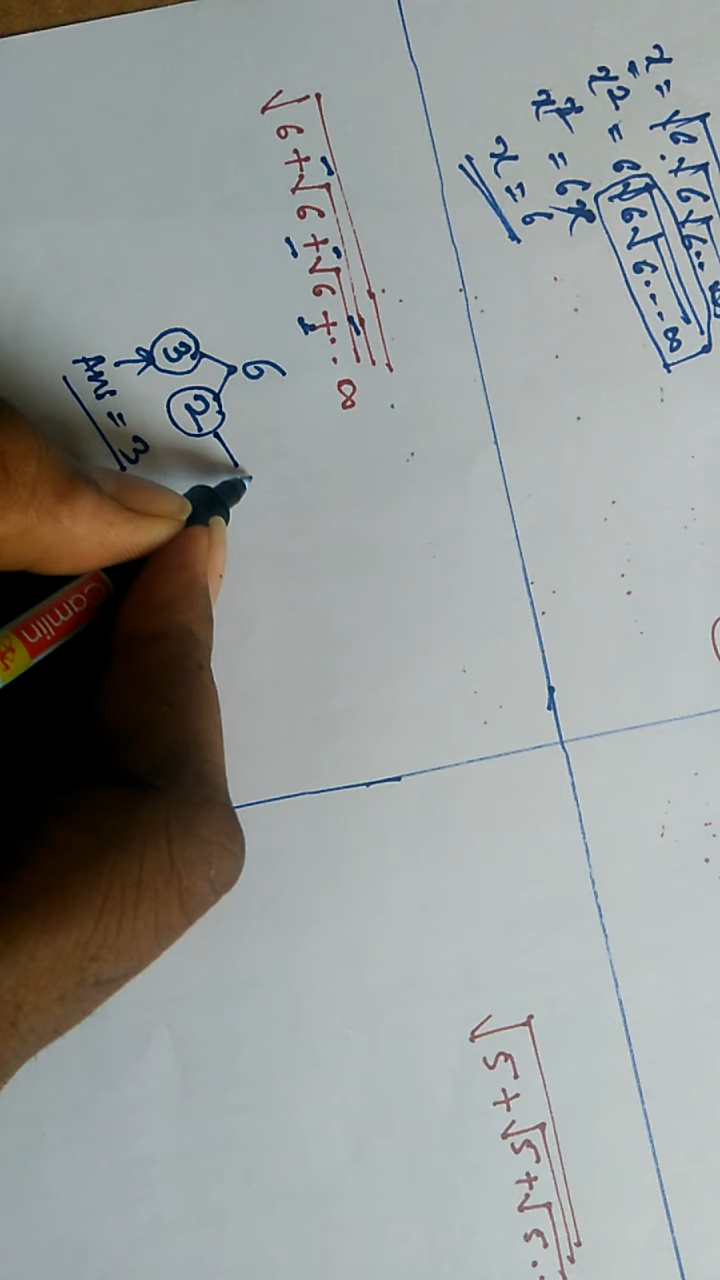 x = √6√6√6... ∞
x² = 6√6√6... ∞
x² = 6x
x = 6
√6+√6+√6+... ∞
6
3 2
Ans = 3
√5+√5+√5.
Camlin